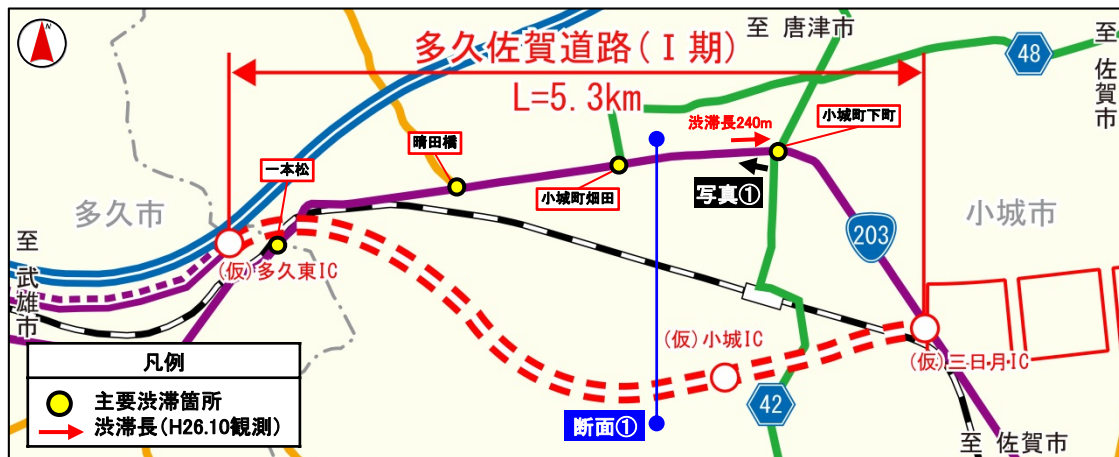 N
多久佐賀道路(Ⅰ期)
L=5.3km
至 唐津市
48
至 佐賀市
渋滞長240m
小城町下町
晴田橋
一本松
小城町畑田
写真①
多久市
小城市
203
至 武雄市
(仮)多久東IC
(仮)小城IC
(仮)三日月IC
凡例
主要渋滞箇所
渋滞長(H26.10観測)
断面①
42
至 佐賀市